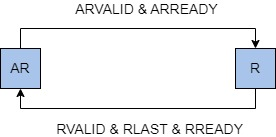 ARVALID & ARREADY
AR
R
RVALID & RLAST & RREADY